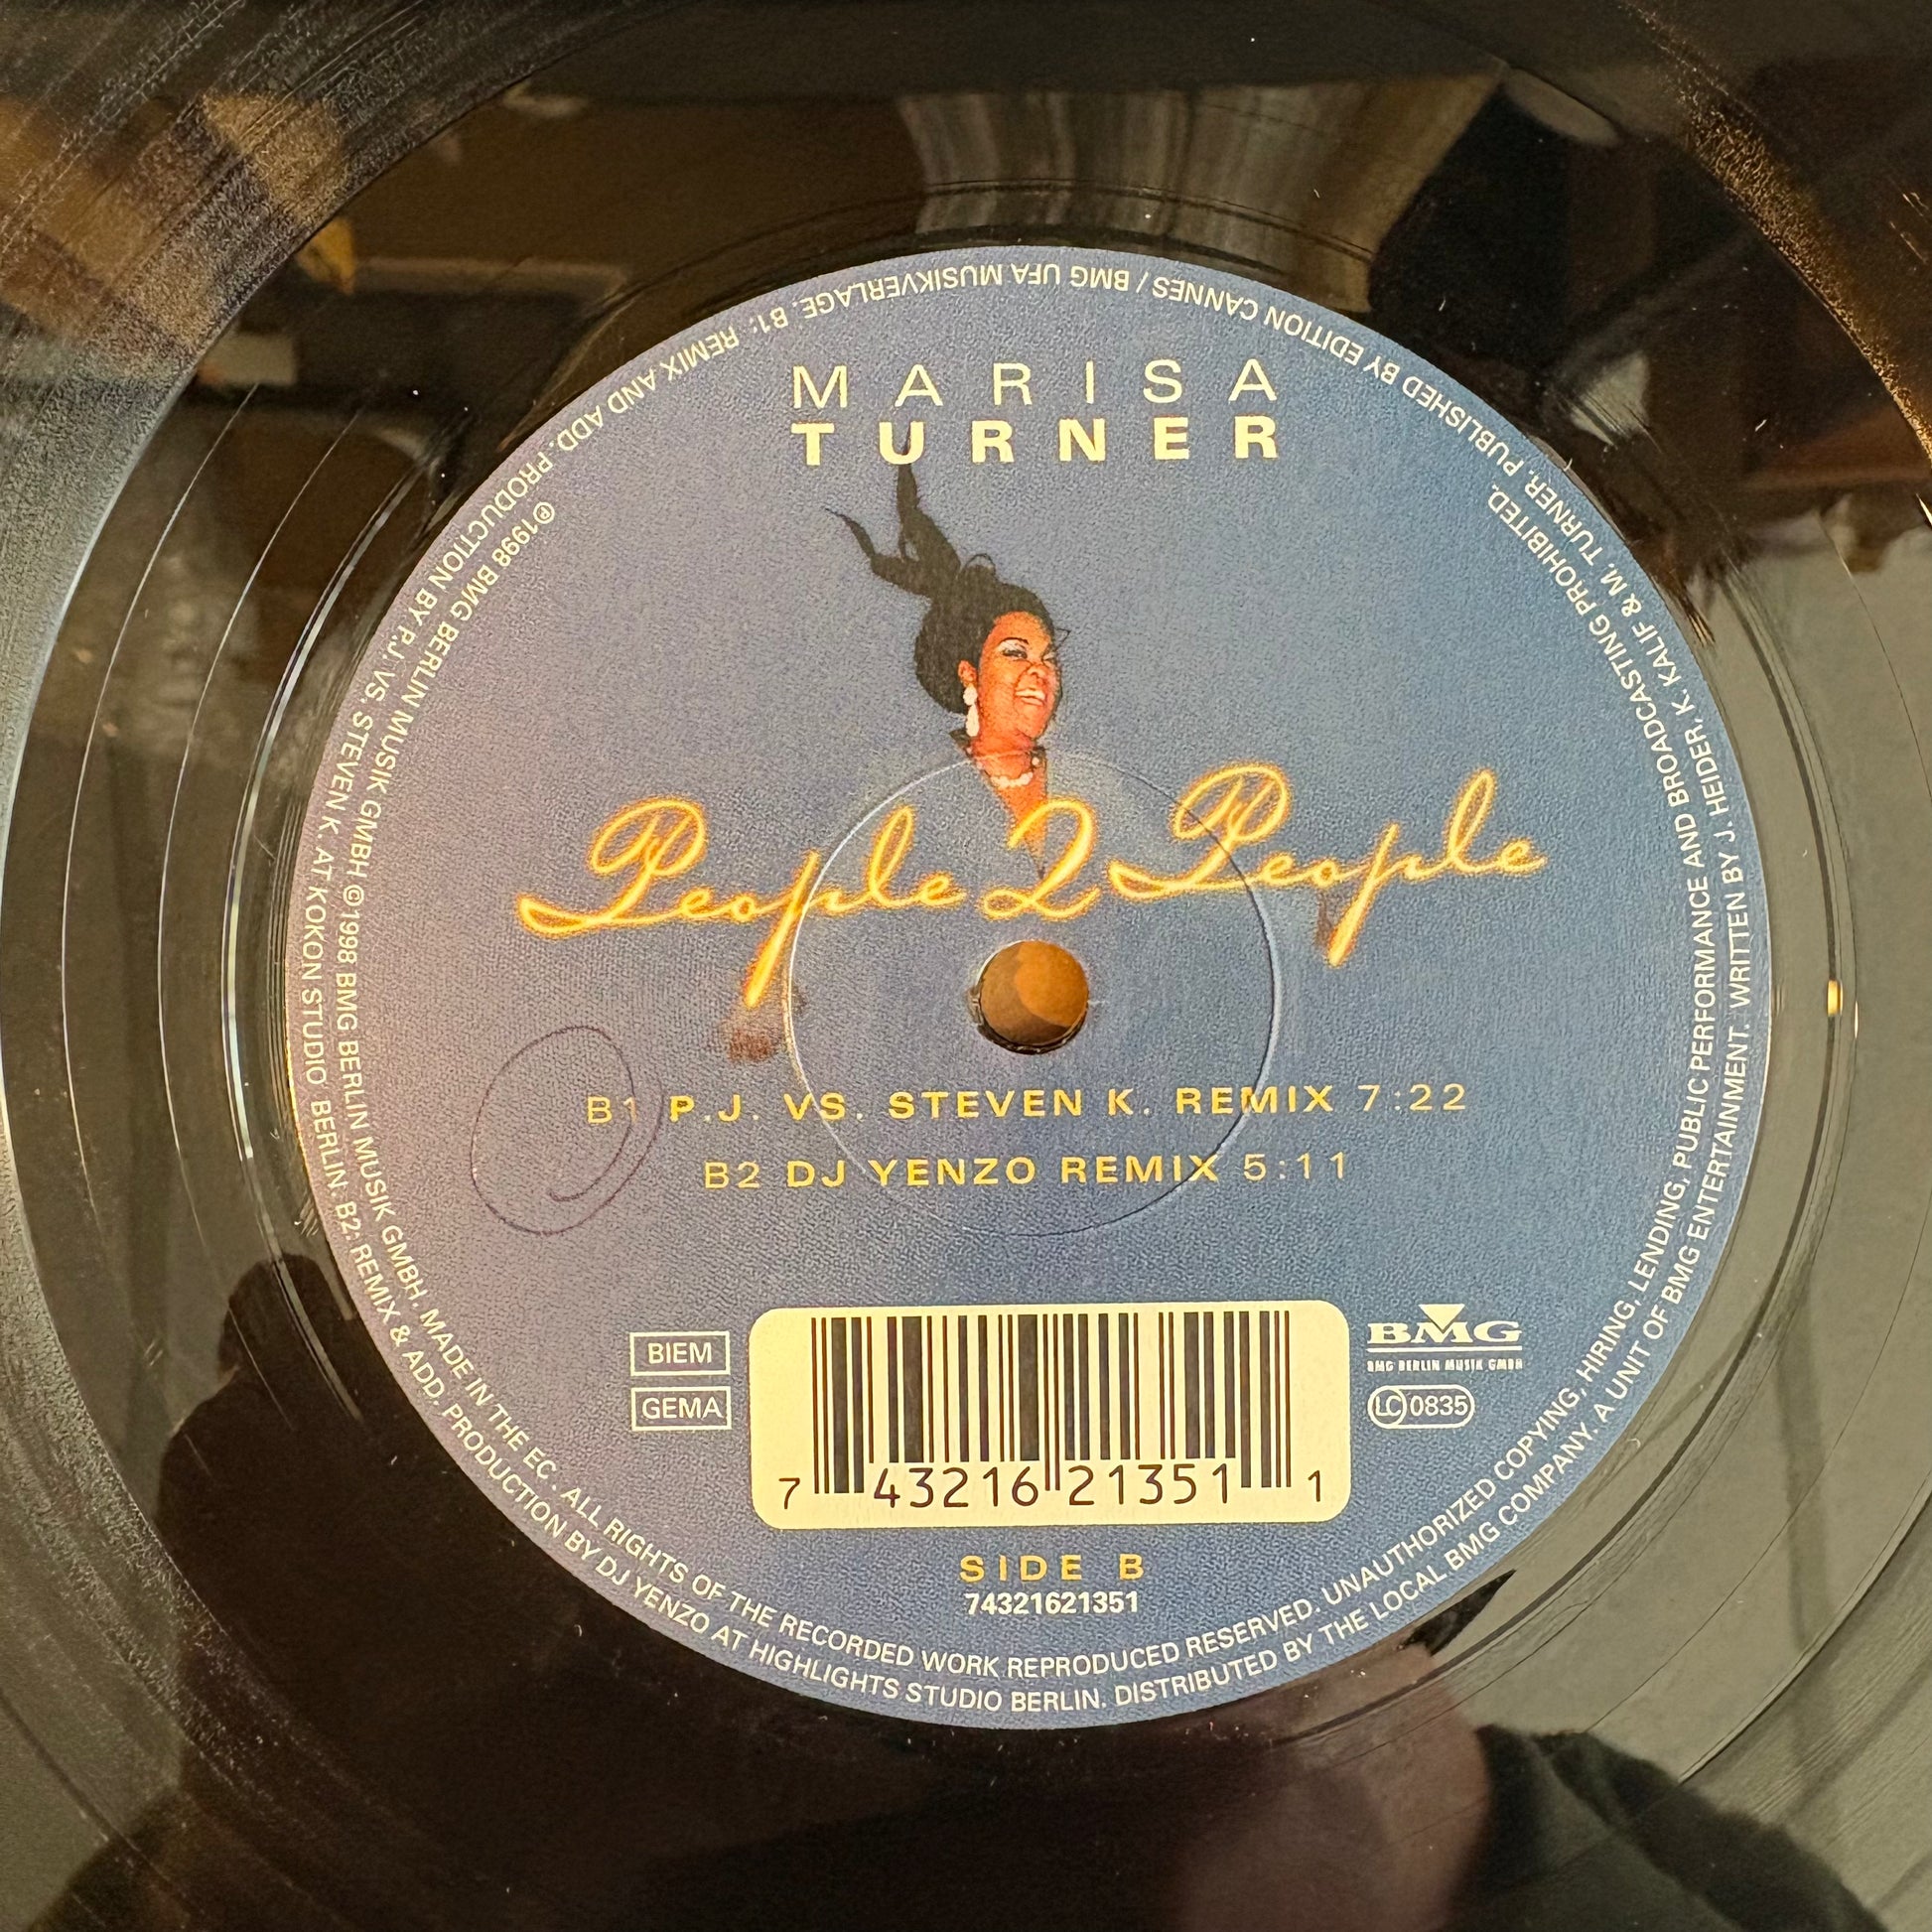 MARISA
TURNER
People 2 People
B1 P.J. VS. STEVEN K. REMIX 7:22
B2 DJ YENZO REMIX 5:11
BIEM
GEMA
7 432162 13511
BMG
BMG BERLIN MUSIK GMBH
LC 0835
SIDE B
74321621351
℗1998 BMG BERLIN MUSIK GMBH ©1998 BMG BERLIN MUSIK GMBH. MADE IN THE EC. ALL RIGHTS OF THE RECORDED WORK REPRODUCED RESERVED. UNAUTHORIZED COPYING, HIRING, LENDING, PUBLIC PERFORMANCE AND BROADCASTING PROHIBITED.
B1: REMIX AND ADD. PRODUCTION BY P.J. VS. STEVEN K. AT KOKON STUDIO BERLIN. B2: REMIX & ADD. PRODUCTION BY DJ YENZO AT HIGHLIGHTS STUDIO BERLIN. DISTRIBUTED BY THE LOCAL BMG COMPANY. A UNIT OF BMG ENTERTAINMENT. WRITTEN BY J. HEIDER, K. KALIF & M. TURNER. PUBLISHED BY EDITION CANNES / BMG UFA MUSIKVERLAGE.